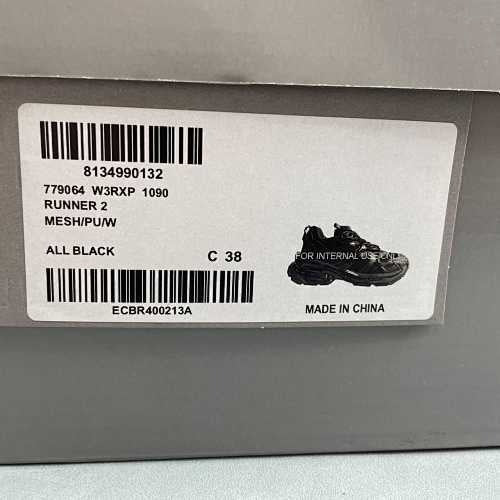 8134990132
779064 W3RXP 1090
RUNNER 2
MESH/PU/W
ALL BLACK
C 38
FOR INTERNAL USE ONLY
ECBR400213A
MADE IN CHINA